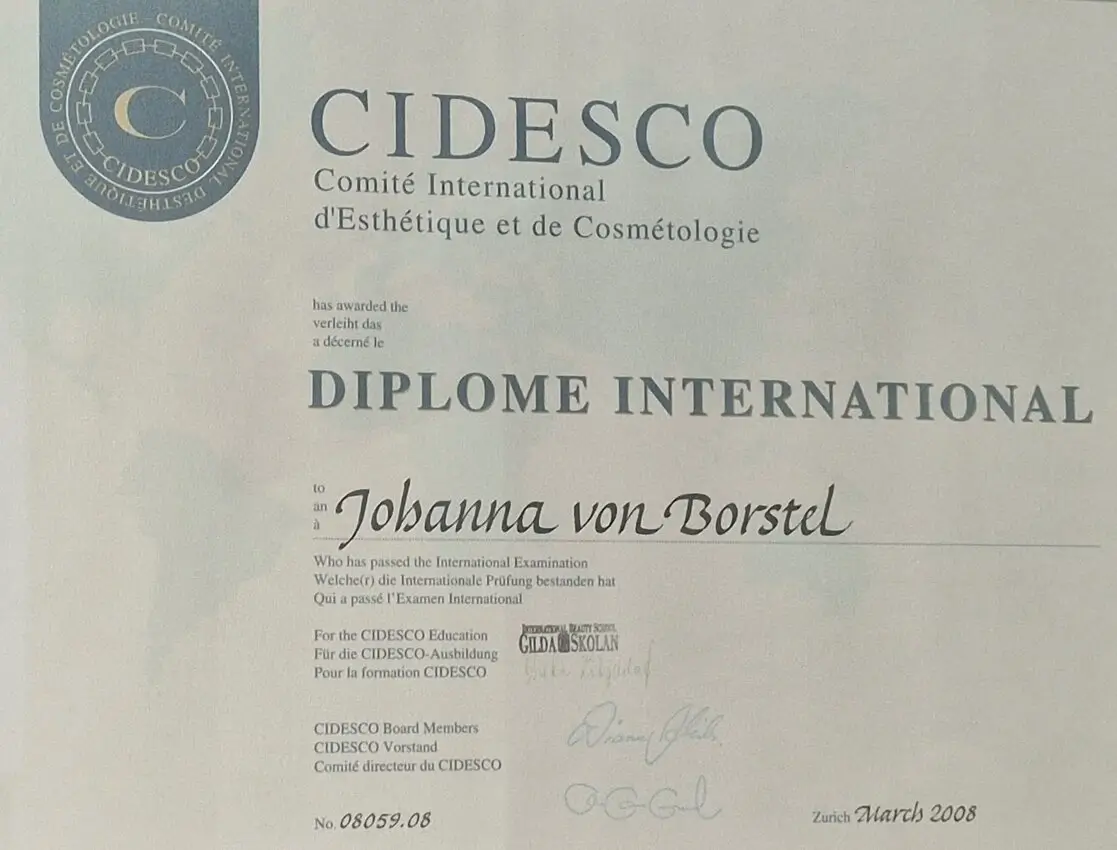 COMITÉ INTERNATIONAL D'ESTHÉTIQUE ET DE COSMÉTOLOGIE -
C
CIDESCO
CIDESCO
Comité International
d'Esthétique et de Cosmétologie
has awarded the
verleiht das
a décerné le
DIPLOME INTERNATIONAL
to
an
à
Johanna von Borstel
Who has passed the International Examination
Welche(r) die Internationale Prüfung bestanden hat
Qui a passé l'Examen International
For the CIDESCO Education
Für die CIDESCO-Ausbildung
Pour la formation CIDESCO
INTERNATIONAL BEAUTY SCHOOL
GILDA SKOLAN
CIDESCO Board Members
CIDESCO Vorstand
Comité directeur du CIDESCO
No. 08059.08
Zurich March 2008